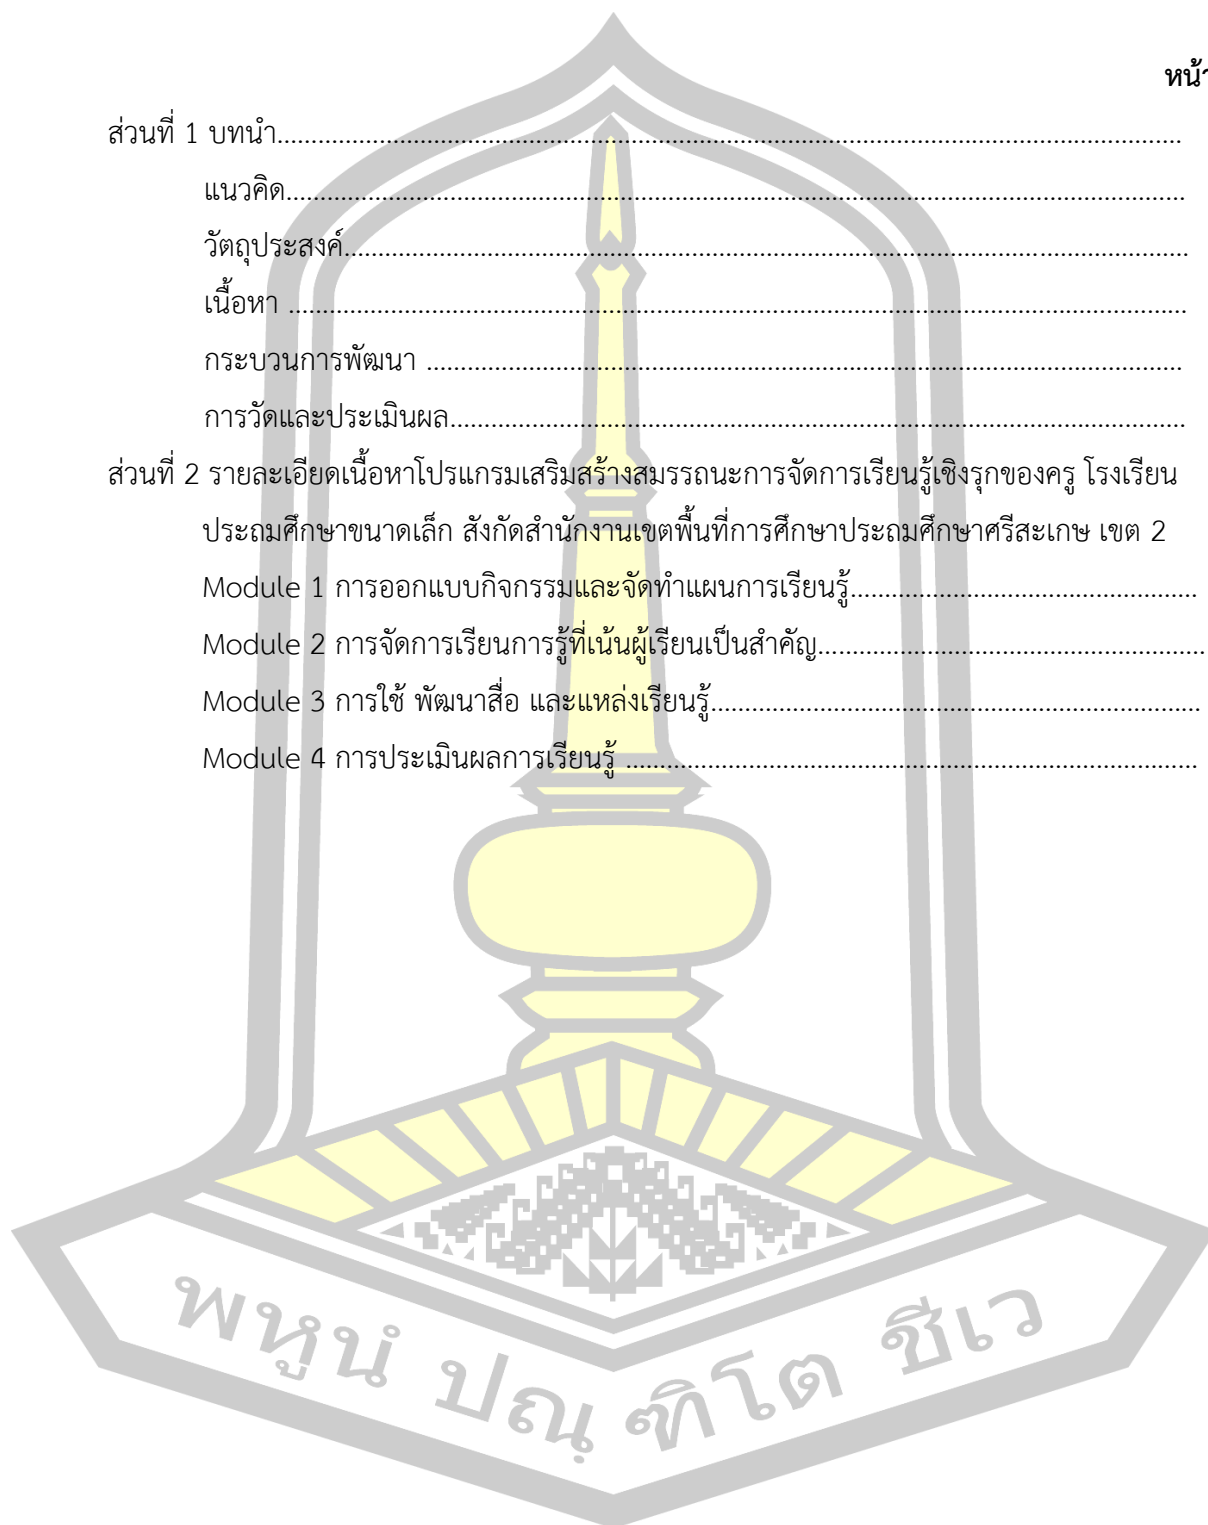 หน้า
ส่วนที่ 1 บทนำ................................................................................................................
แนวคิด................................................................................................................
วัตถุประสงค์.........................................................................................................
เนื้อหา ................................................................................................................
กระบวนการพัฒนา ..............................................................................................
การวัดและประเมินผล............................................................................................
ส่วนที่ 2 รายละเอียดเนื้อหาโปรแกรมเสริมสร้างสมรรถนะการจัดการเรียนรู้เชิงรุกของครู โรงเรียน
ประถมศึกษาขนาดเล็ก สังกัดสำนักงานเขตพื้นที่การศึกษาประถมศึกษาศรีสะเกษ เขต 2
Module 1 การออกแบบกิจกรรมและจัดทำแผนการเรียนรู้...........................................
Module 2 การจัดการเรียนการรู้ที่เน้นผู้เรียนเป็นสำคัญ................................................
Module 3 การใช้ พัฒนาสื่อ และแหล่งเรียนรู้.............................................................
Module 4 การประเมินผลการเรียนรู้ ........................................................................
พหูนํ ปณฺ ฑิโต ชีเว